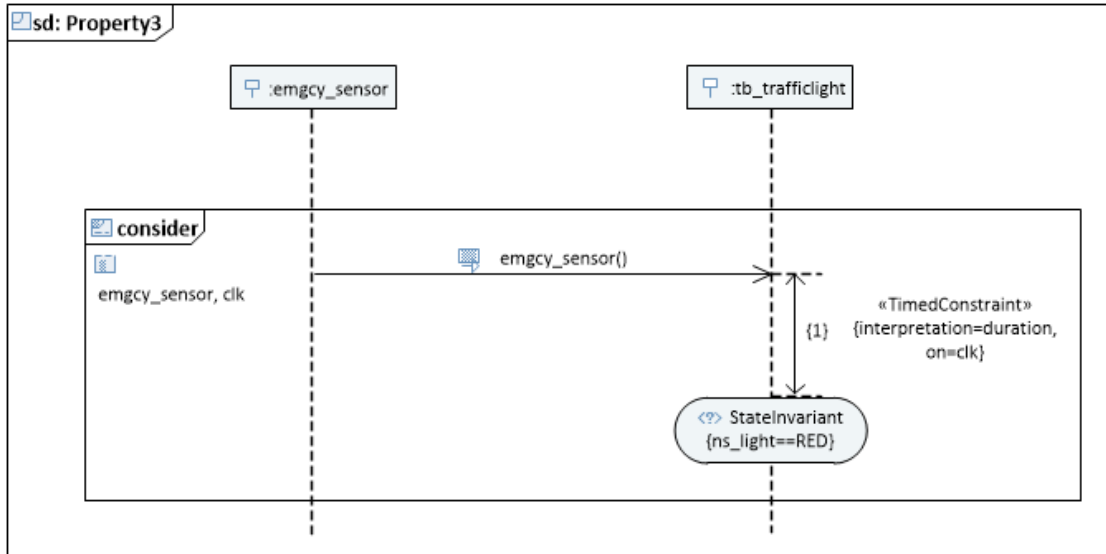 sd: Property3
:emgcy_sensor
:tb_trafficlight
consider
emgcy_sensor, clk
emgcy_sensor()
{1}
«TimedConstraint»
{interpretation=duration,
on=clk}
<?> StateInvariant
{ns_light==RED}